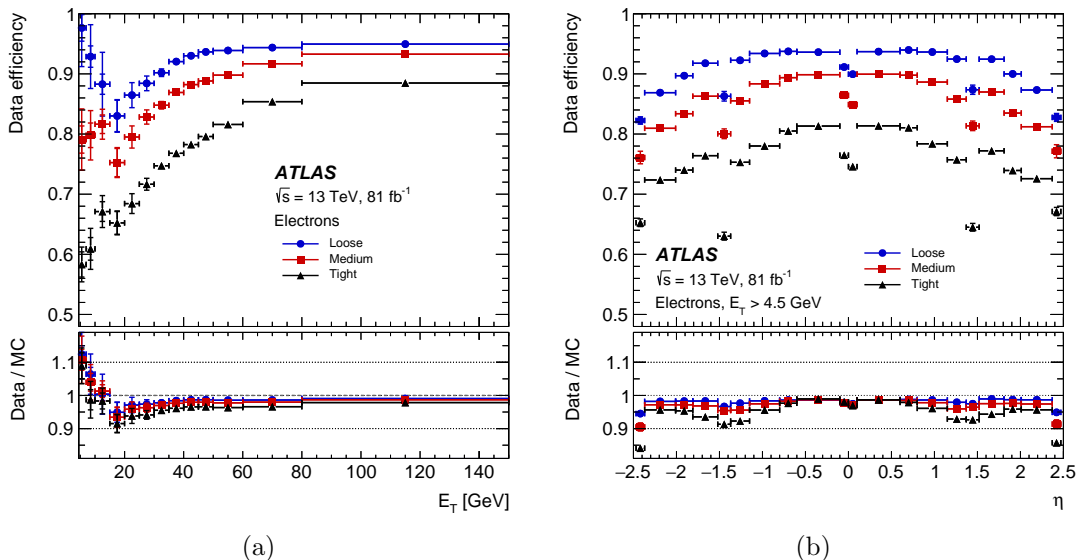 Data efficiency
1
0.9
0.8
0.7
0.6
0.5
ATLAS
√s = 13 TeV, 81 fb⁻¹
Electrons
Loose
Medium
Tight
Data / MC
1.1
1
0.9
20 40 60 80 100 120 140
E_T [GeV]
(a)
Data efficiency
1
0.9
0.8
0.7
0.6
0.5
ATLAS
√s = 13 TeV, 81 fb⁻¹
Electrons, E_T > 4.5 GeV
Loose
Medium
Tight
Data / MC
1.1
1
0.9
−2.5 −2 −1.5 −1 −0.5 0 0.5 1 1.5 2 2.5
η
(b)